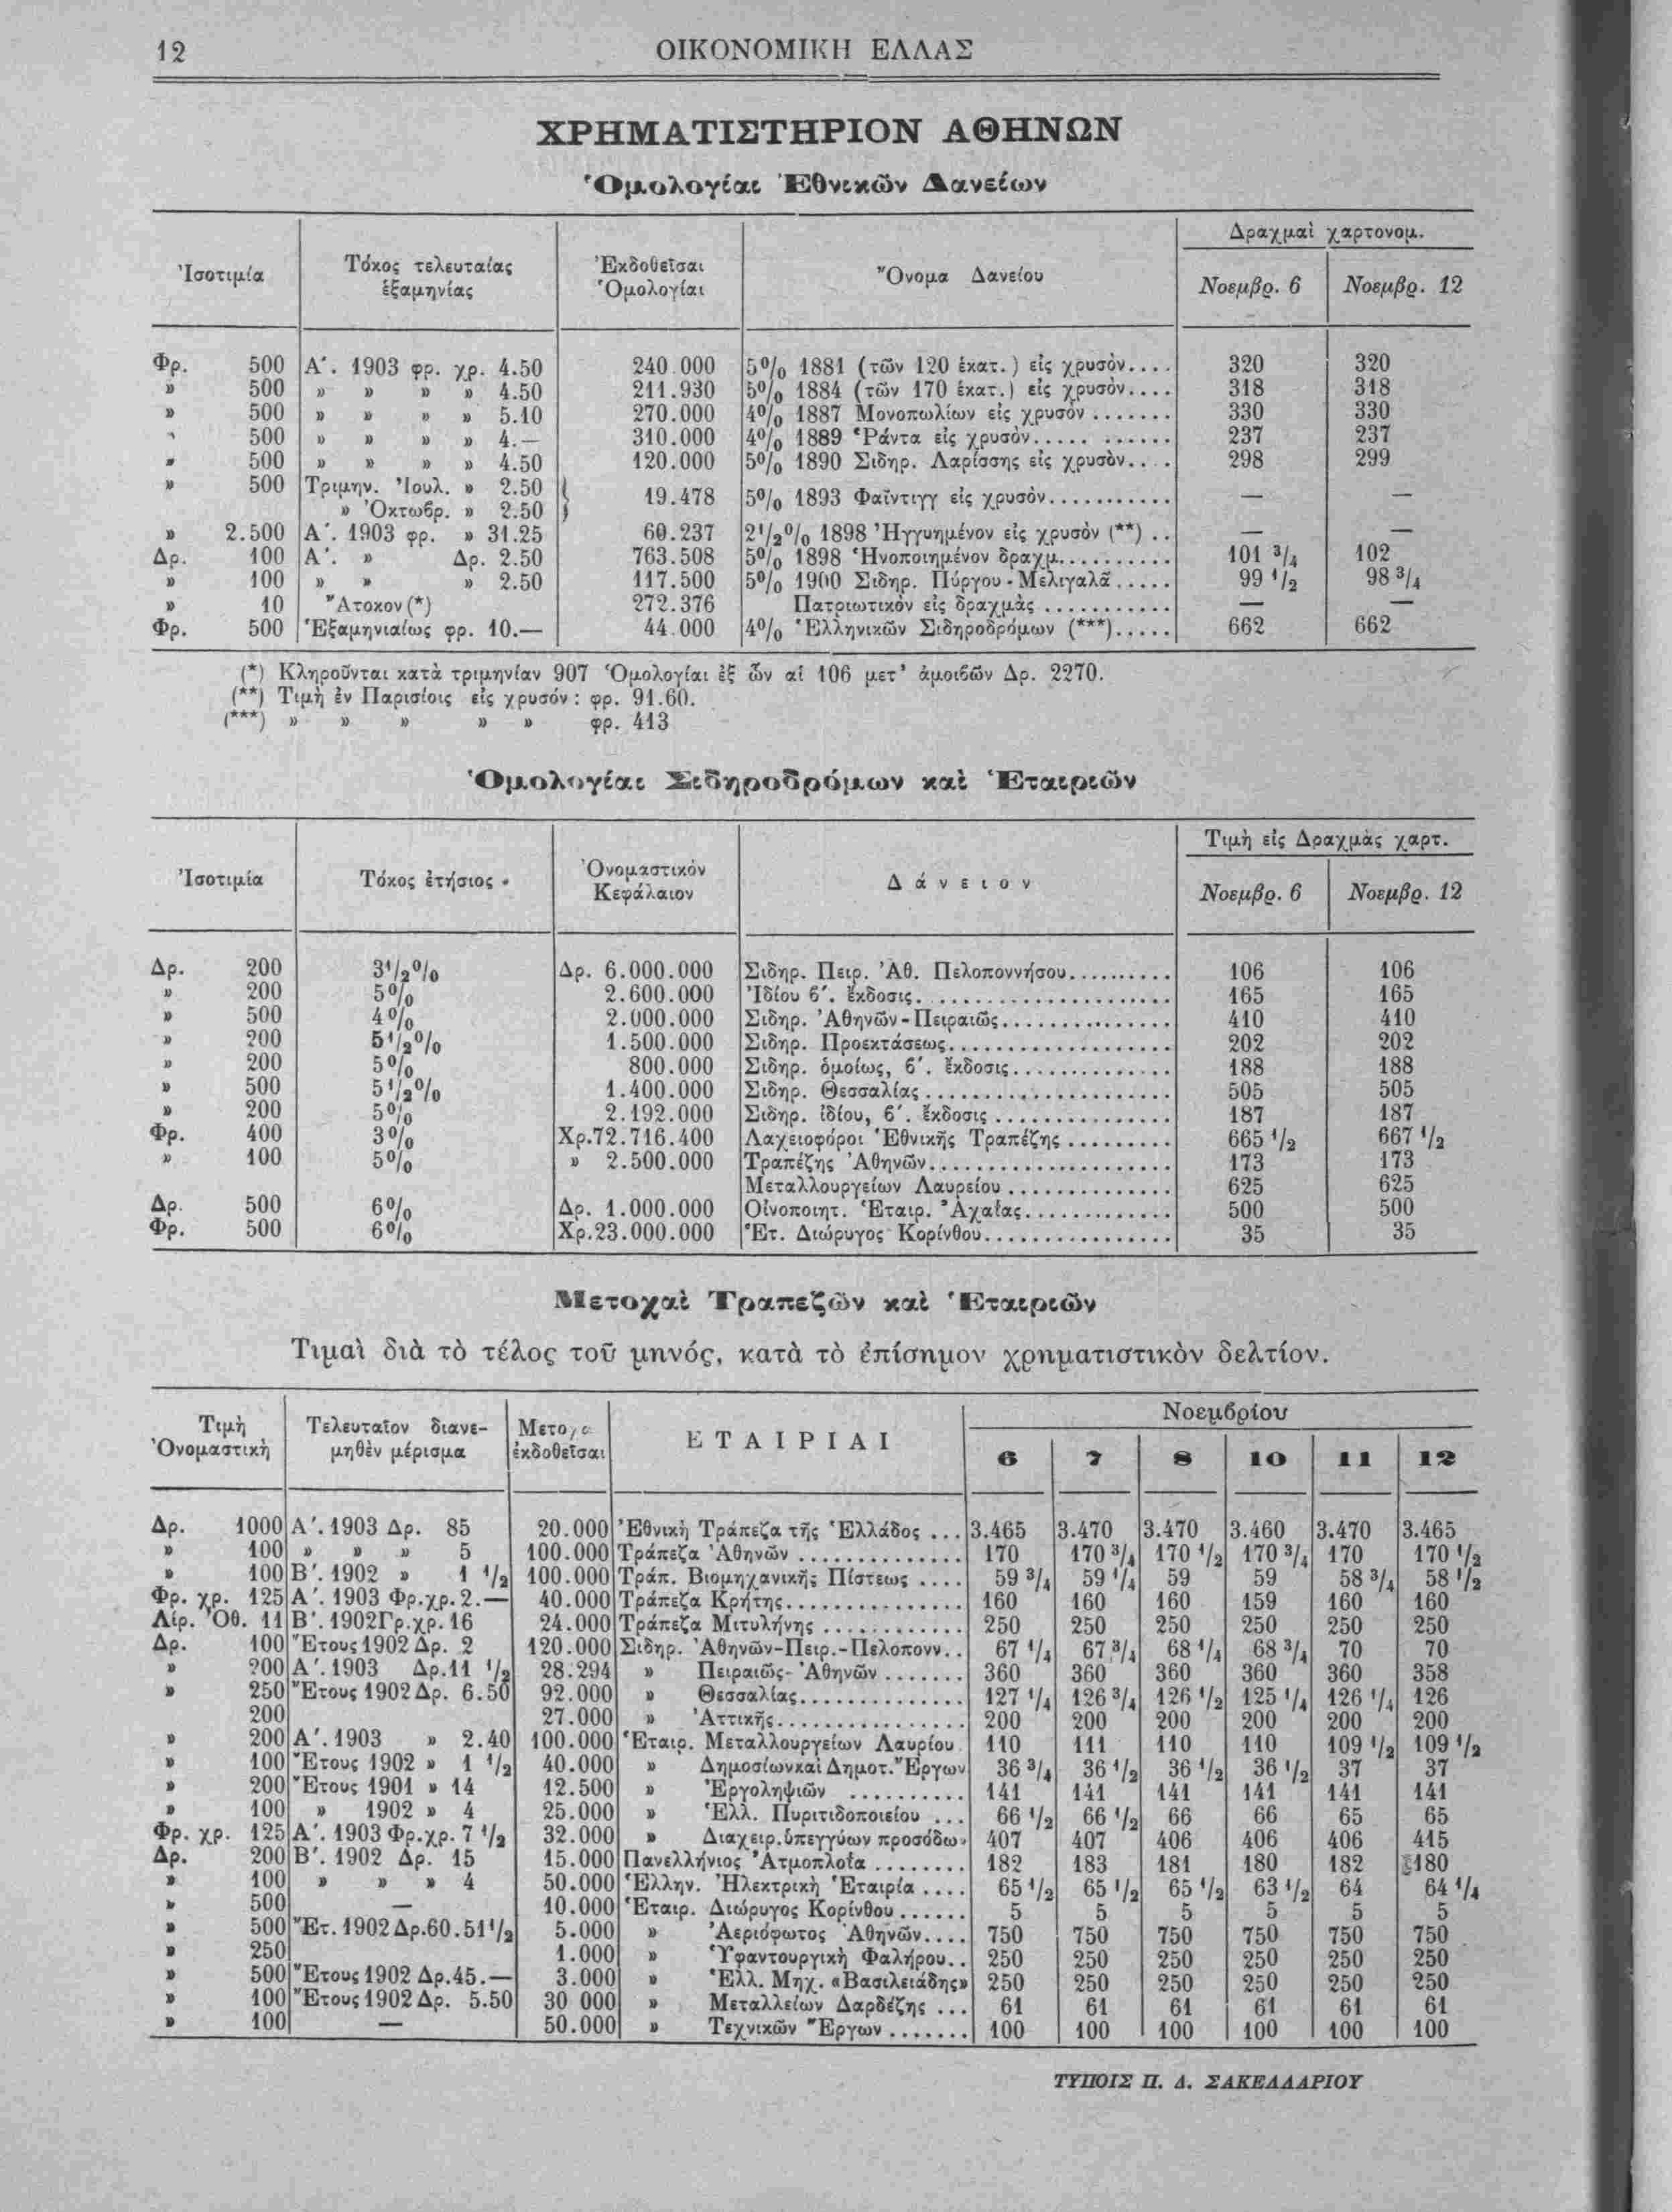 12
ΟΙΚΟΝΟΜΙΚΗ ΕΛΛΑΣ
ΧΡΗΜΑΤΙΣΤΗΡΙΟΝ ΑΘΗΝΩΝ
Ὁμολογίαι Ἐθνικῶν Δανείων
Δραχμαὶ χαρτονομ.
Ἰσοτιμία Τόκος τελευταίας ἑξαμηνίας Ἐκδοθεῖσαι Ὁμολογίαι Ὄνομα Δανείου Νοεμβρ. 6 Νοεμβρ. 12
Φρ. 500 Α΄. 1903 φρ. χρ. 4.50 240.000 5% 1881 (τῶν 120 ἑκατ.) εἰς χρυσόν.... 320 320
» 500 » » » » 4.50 211.930 5% 1884 (τῶν 170 ἑκατ.) εἰς χρυσόν.... 318 318
» 500 » » » » 5.10 270.000 4% 1887 Μονοπωλίων εἰς χρυσόν ....... 330 330
» 500 » » » » 4.— 310.000 4% 1889 Ῥάντα εἰς χρυσόν..... ...... 237 237
» 500 » » » » 4.50 120.000 5% 1890 Σιδηρ. Λαρίσσης εἰς χρυσὸν.... 298 299
» 500 Τριμην. Ἰουλ. » 2.50
» Ὀκτωβρ. » 2.50 19.478 5% 1893 Φαϊντιγγ εἰς χρυσόν........... — —
» 2.500 Α΄. 1903 φρ. » 31.25 60.237 2 1/2% 1898 Ἠγγυημένον εἰς χρυσὸν (**) .. — —
Δρ. 100 Α΄. » Δρ. 2.50 763.508 5% 1898 Ἡνοποιημένον δραχμ.......... 101 3/4 102
» 100 » » » 2.50 117.500 5% 1900 Σιδηρ. Πύργου-Μελιγαλᾶ ..... 99 1/2 98 3/4
» 10 Ἄτοκον (*) 272.376 Πατριωτικὸν εἰς δραχμὰς ........... — —
Φρ. 500 Ἑξαμηνιαίως φρ. 10.— 44.000 4% Ἑλληνικῶν Σιδηροδρόμων (***)..... 662 662
(*) Κληροῦνται κατὰ τριμηνίαν 907 Ὁμολογίαι ἐξ ὧν αἱ 106 μετ᾽ ἀμοιβῶν Δρ. 2270.
(**) Τιμὴ ἐν Παρισίοις εἰς χρυσόν : φρ. 91.60.
(***) » » » » » φρ. 413
Ὁμολογίαι Σιδηροδρόμων καὶ Ἑταιριῶν
Τιμὴ εἰς Δραχμὰς χαρτ.
Ἰσοτιμία Τόκος ἐτήσιος Ὀνομαστικόν Κεφάλαιον Δάνειον Νοεμβρ. 6 Νοεμβρ. 12
Δρ. 200 3 1/2% Δρ. 6.000.000 Σιδηρ. Πειρ. Ἀθ. Πελοποννήσου.......... 106 106
» 200 5% 2.600.000 Ἰδίου β΄. ἔκδοσις..................... 165 165
» 500 4% 2.000.000 Σιδηρ. Ἀθηνῶν-Πειραιῶς............... 410 410
» 200 5 1/2% 1.500.000 Σιδηρ. Προεκτάσεως................... 202 202
» 200 5% 800.000 Σιδηρ. ὁμοίως, β΄. ἔκδοσις.............. 188 188
» 500 5 1/2% 1.400.000 Σιδηρ. Θεσσαλίας ..................... 505 505
» 200 5% 2.192.000 Σιδηρ. ἰδίου, β΄. ἔκδοσις ............... 187 187
Φρ. 400 3% Χρ.72.716.400 Λαχειοφόροι Ἐθνικῆς Τραπέζης ......... 665 1/2 667 1/2
» 100 5% » 2.500.000 Τραπέζης Ἀθηνῶν..................... 173 173
Μεταλλουργείων Λαυρείου .............. 625 625
Δρ. 500 6% Δρ. 1.000.000 Οἰνοποιητ. Ἑταιρ. Ἀχαΐας............. 500 500
Φρ. 500 6% Χρ.23.000.000 Ἑτ. Διώρυγος Κορίνθου................ 35 35
Μετοχαὶ Τραπεζῶν καὶ Ἑταιριῶν
Τιμαὶ διὰ τὸ τέλος τοῦ μηνός, κατὰ τὸ ἐπίσημον χρηματιστικὸν δελτίον.
Νοεμβρίου
Τιμὴ Ὀνομαστικὴ Τελευταῖον διανεμηθὲν μέρισμα Μετοχα ἐκδοθεῖσαι ΕΤΑΙΡΙΑΙ 6 7 8 10 11 12
Δρ. 1000 Α΄. 1903 Δρ. 85 20.000 Ἐθνικὴ Τράπεζα τῆς Ἑλλάδος ... 3.465 3.470 3.470 3.460 3.470 3.465
» 100 » » » 5 100.000 Τράπεζα Ἀθηνῶν .............. 170 170 3/4 170 1/2 170 3/4 170 170 1/2
» 100 Β΄. 1902 » 1 1/2 100.000 Τράπ. Βιομηχανικῆς Πίστεως .... 59 3/4 59 1/4 59 59 58 3/4 58 1/2
Φρ. χρ. 125 Α΄. 1903 Φρ.χρ.2.— 40.000 Τράπεζα Κρήτης............... 160 160 160 159 160 160
Λίρ. Ὀθ. 11 Β΄. 1902 Γρ.χρ. 16 24.000 Τράπεζα Μιτυλήνης ............ 250 250 250 250 250 250
Δρ. 100 Ἔτους 1902 Δρ. 2 120.000 Σιδηρ. Ἀθηνῶν-Πειρ.-Πελοπονν.. 67 1/4 67 3/4 68 1/4 68 3/4 70 70
» 200 Α΄. 1903 Δρ. 11 1/2 28.294 » Πειραιῶς-Ἀθηνῶν ....... 360 360 360 360 360 358
» 250 Ἔτους 1902 Δρ. 6.50 92.000 » Θεσσαλίας.............. 127 1/4 126 3/4 126 1/2 125 1/4 126 1/4 126
200 27.000 » Ἀττικῆς................ 200 200 200 200 200 200
» 200 Α΄. 1903 » 2.40 100.000 Ἑταιρ. Μεταλλουργείων Λαυρίου 110 111 110 110 109 1/2 109 1/2
» 100 Ἔτους 1902 » 1 1/2 40.000 » Δημοσίων καὶ Δημοτ. Ἔργων 36 3/4 36 1/2 36 1/2 36 1/2 37 37
» 200 Ἔτους 1901 » 14 12.500 » Ἐργοληψιῶν .......... 141 141 141 141 141 141
» 100 » 1902 » 4 25.000 » Ἑλλ. Πυριτιδοποιείου ... 66 1/2 66 1/2 66 66 65 65
Φρ. χρ. 125 Α΄. 1903 Φρ.χρ. 7 1/2 32.000 » Διαχειρ. ὑπεγγύων προσόδων 407 407 406 406 406 415
Δρ. 200 Β΄. 1902 Δρ. 15 15.000 Πανελλήνιος Ἀτμοπλοΐα ........ 182 183 181 180 182 180
» 100 » » » 4 50.000 Ἑλλην. Ἠλεκτρικὴ Ἑταιρία .... 65 1/2 65 1/2 65 1/2 63 1/2 64 64 1/4
» 500 — 10.000 Ἑταιρ. Διώρυγος Κορίνθου ...... 5 5 5 5 5 5
» 500 Ἔτ. 1902 Δρ.60.51 1/2 5.000 » Ἀεριόφωτος Ἀθηνῶν.... 750 750 750 750 750 750
» 250 1.000 » Ὑφαντουργικὴ Φαλήρου.. 250 250 250 250 250 250
» 500 Ἔτους 1902 Δρ.45.— 3.000 » Ἑλλ. Μηχ. «Βασιλειάδης» 250 250 250 250 250 250
» 100 Ἔτους 1902 Δρ. 5.50 30 000 » Μεταλλείων Δαρδέζης ... 61 61 61 61 61 61
» 100 — 50.000 » Τεχνικῶν Ἔργων ....... 100 100 100 100 100 100
ΤΥΠΟΙΣ Π. Δ. ΣΑΚΕΛΛΑΡΙΟΥ